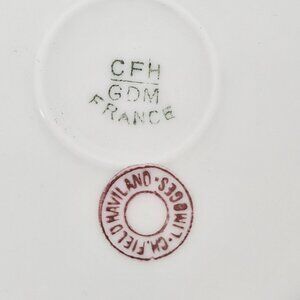 CFH
GDM
FRANCE
CH. FIELD HAVILAND · LIMOGES ·